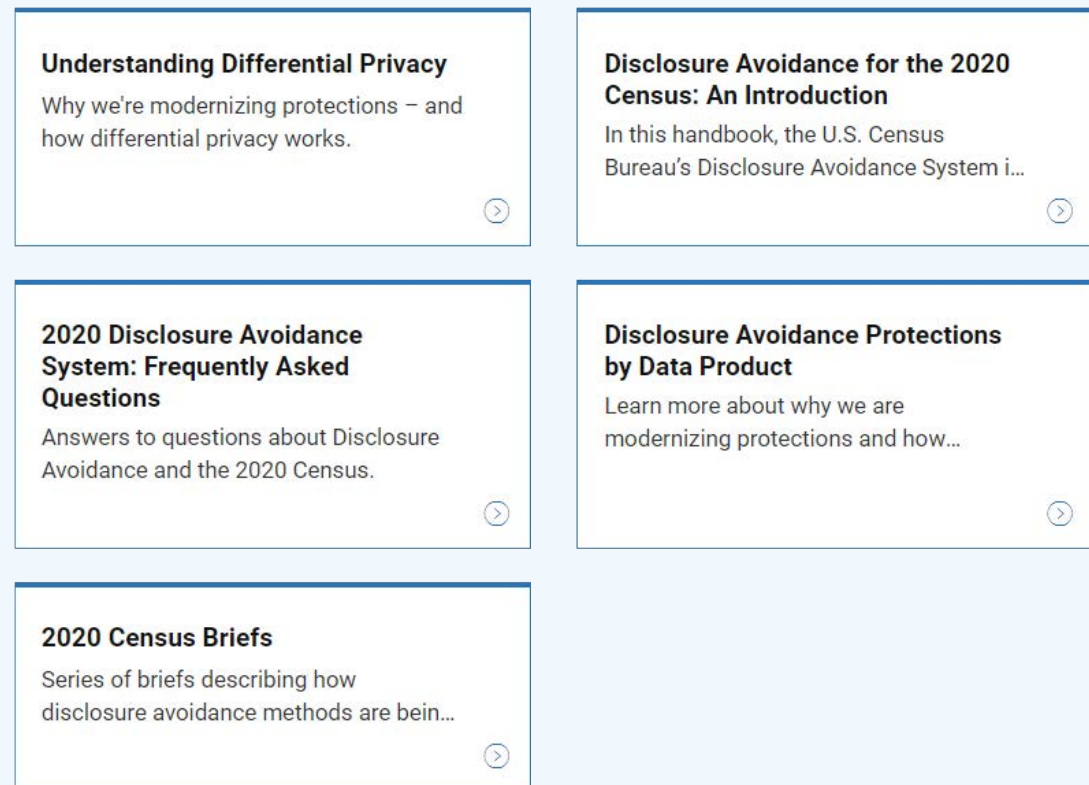 Understanding Differential Privacy
Why we're modernizing protections – and
how differential privacy works.
Disclosure Avoidance for the 2020
Census: An Introduction
In this handbook, the U.S. Census
Bureau’s Disclosure Avoidance System i…
2020 Disclosure Avoidance
System: Frequently Asked
Questions
Answers to questions about Disclosure
Avoidance and the 2020 Census.
Disclosure Avoidance Protections
by Data Product
Learn more about why we are
modernizing protections and how…
2020 Census Briefs
Series of briefs describing how
disclosure avoidance methods are bein…